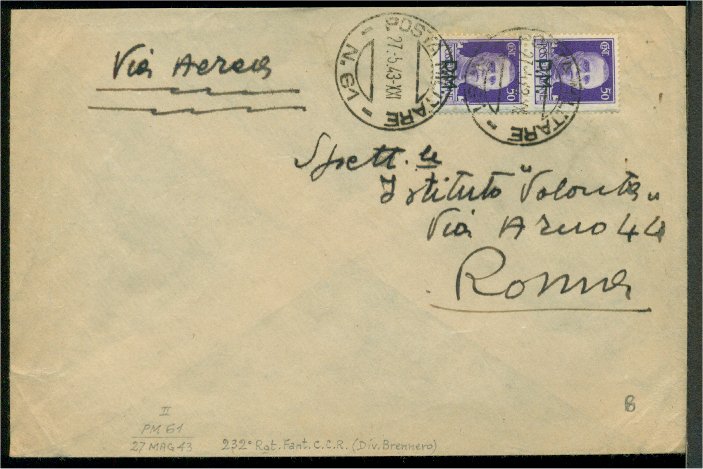 Via Aerea
POSTA MILITARE - N. 61 -
27.5.43-XXI
P.M.
50
50
Spett. le
Istituto "Volontà"
Via Arno 44
Roma
8
II
PM 61
27 MAG 43
232° Rgt. Fant. C.C.R. (Div. Brennero)